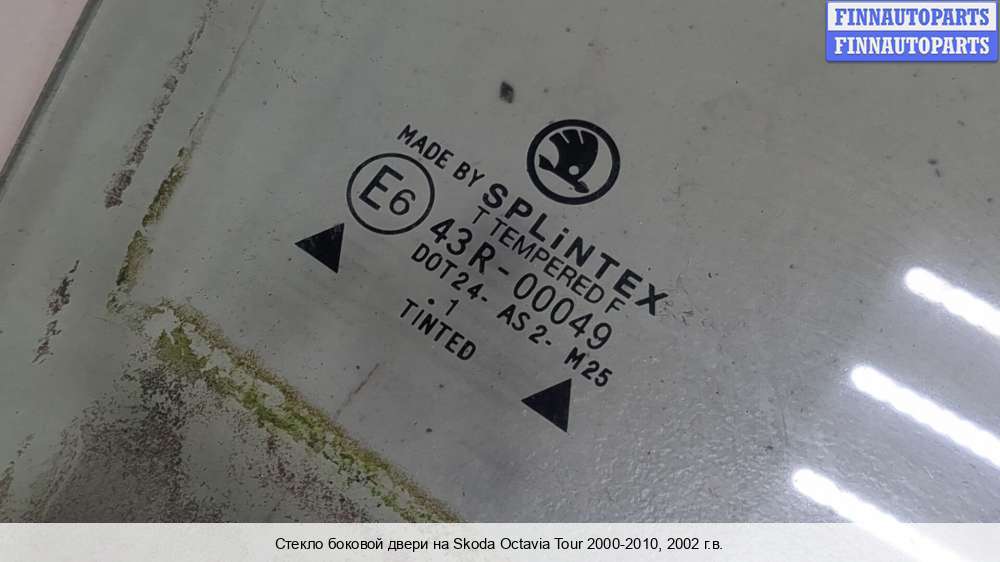 FINNAUTOPARTS
FINNAUTOPARTS
MADE BY SPLiNTEX
T TEMPERED F
E6 43R-00049
DOT24- AS2- M25
. 1
TINTED
Стекло боковой двери на Skoda Octavia Tour 2000-2010, 2002 г.в.